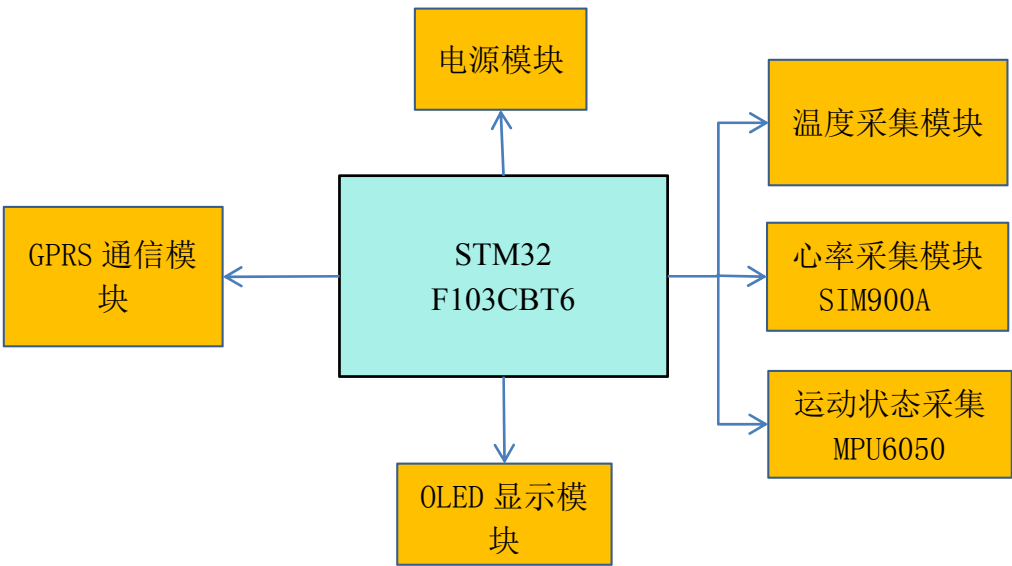 电源模块
温度采集模块
GPRS 通信模
块
STM32
F103CBT6
心率采集模块
SIM900A
运动状态采集
MPU6050
OLED 显示模
块